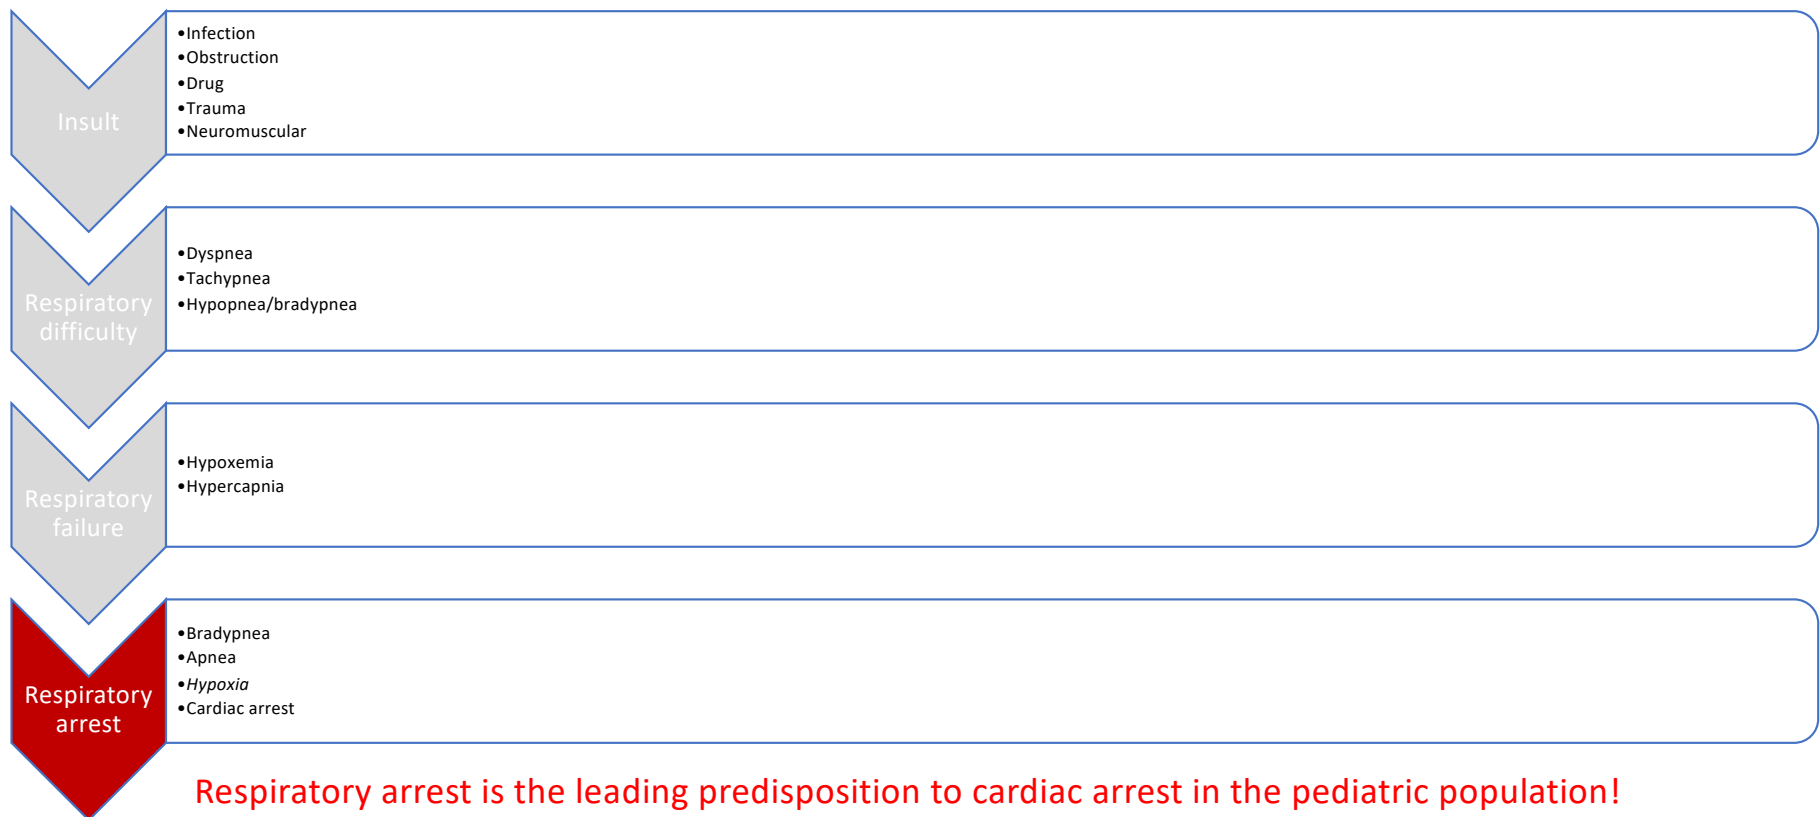 Insult
•Infection
•Obstruction
•Drug
•Trauma
•Neuromuscular
Respiratory
difficulty
•Dyspnea
•Tachypnea
•Hypopnea/bradypnea
Respiratory
failure
•Hypoxemia
•Hypercapnia
Respiratory
arrest
•Bradypnea
•Apnea
•Hypoxia
•Cardiac arrest
Respiratory arrest is the leading predisposition to cardiac arrest in the pediatric population!